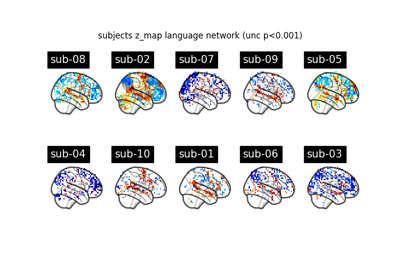 subjects z_map language network (unc p<0.001)
sub-08 sub-02 sub-07 sub-09 sub-05
sub-04 sub-10 sub-01 sub-06 sub-03